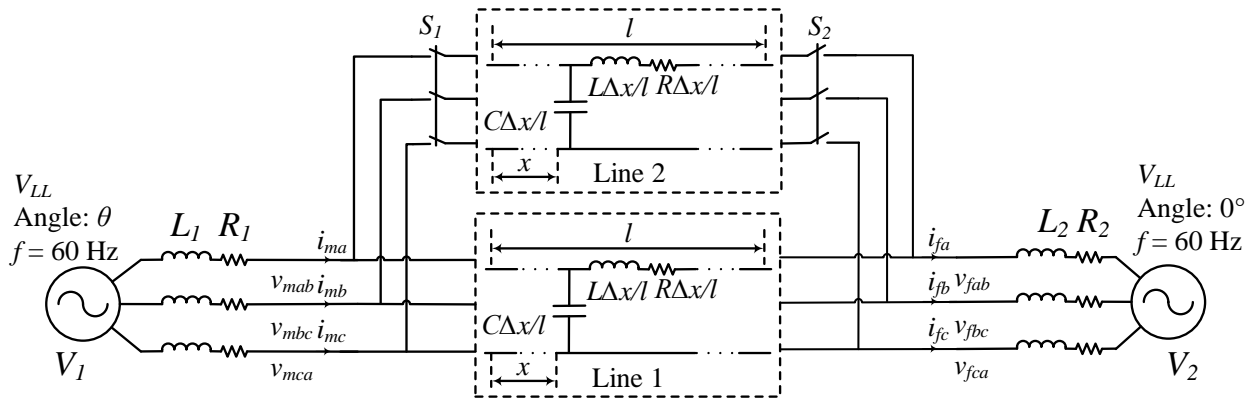 S1
l
LΔx/l RΔx/l
CΔx/l
x
Line 2
S2
VLL
Angle: θ
f = 60 Hz
V1
L1 R1
ima
vmab imb
vmbc imc
vmca
l
LΔx/l RΔx/l
CΔx/l
x
Line 1
ifa
ifb vfab
ifc vfbc
vfca
L2 R2
VLL
Angle: 0°
f = 60 Hz
V2